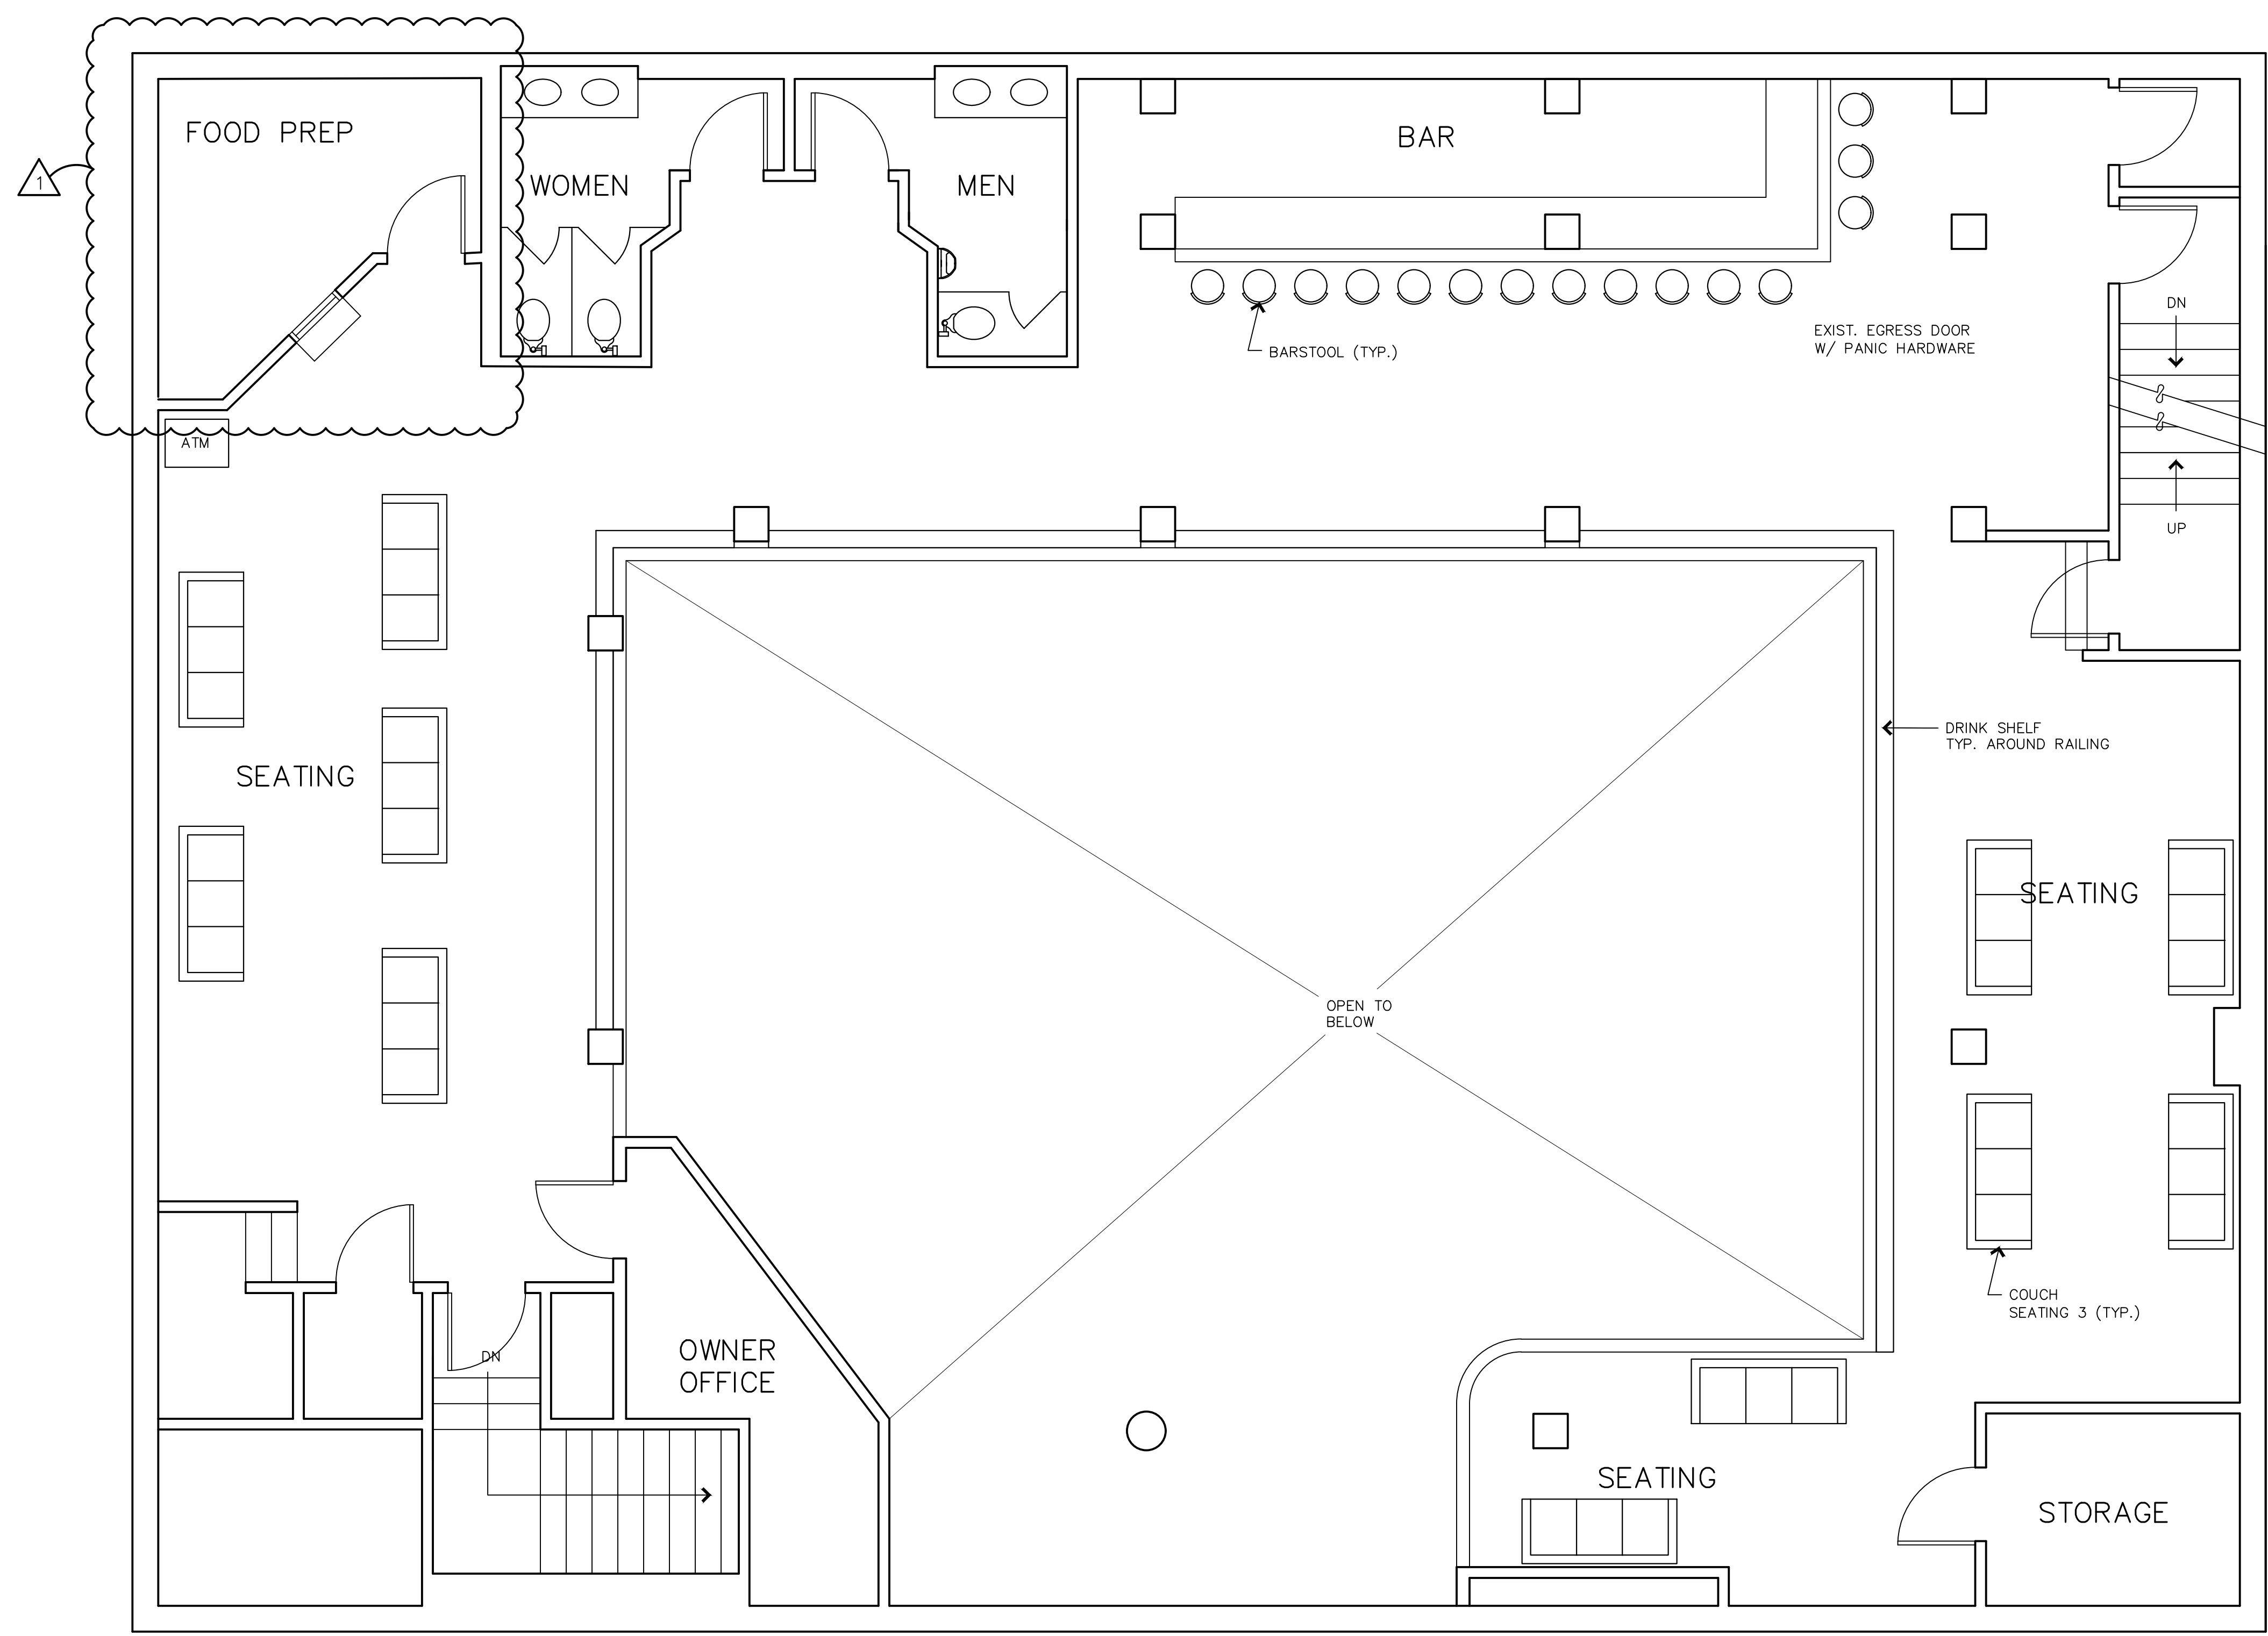 FOOD PREP
1
WOMEN
MEN
BAR
BARSTOOL (TYP.)
EXIST. EGRESS DOOR
W/ PANIC HARDWARE
DN
UP
ATM
SEATING
DRINK SHELF
TYP. AROUND RAILING
SEATING
OPEN TO
BELOW
COUCH
SEATING 3 (TYP.)
DN
OWNER
OFFICE
SEATING
STORAGE